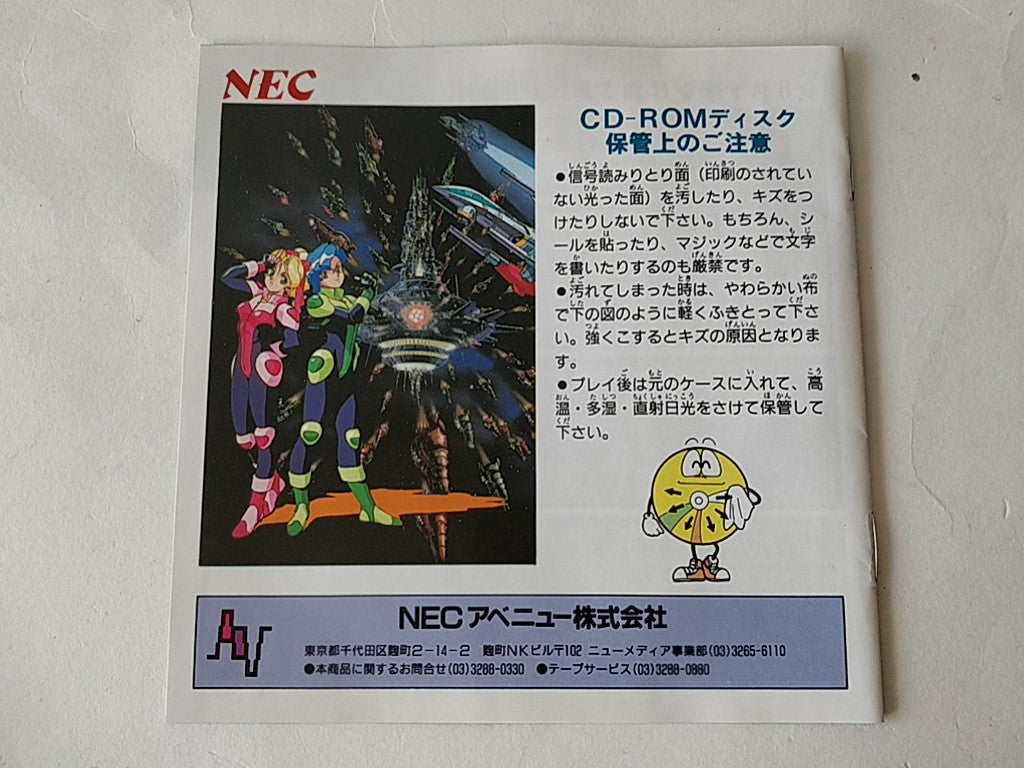 NEC
CD-ROMディスク
保管上のご注意
●信号読みとり面（印刷のされてい
ない光った面）を汚したり、キズをつ
けたりしないで下さい。もちろん、シ
ールを貼ったり、マジックなどで文字
を書いたりするのも厳禁です。
●汚れてしまった時は、やわらかい布
で下の図のように軽くふきとって下さ
い。強くこするとキズの原因となりま
す。
●プレイ後は元のケースに入れて、高
温・多湿・直射日光をさけて保管して
下さい。
NECアベニュー株式会社
東京都千代田区麹町2-14-2 麹町NKビル〒102 ニューメディア事業部(03)3265-6110
●本商品に関するお問合せ(03)3288-0330 ●テープサービス(03)3288-0880